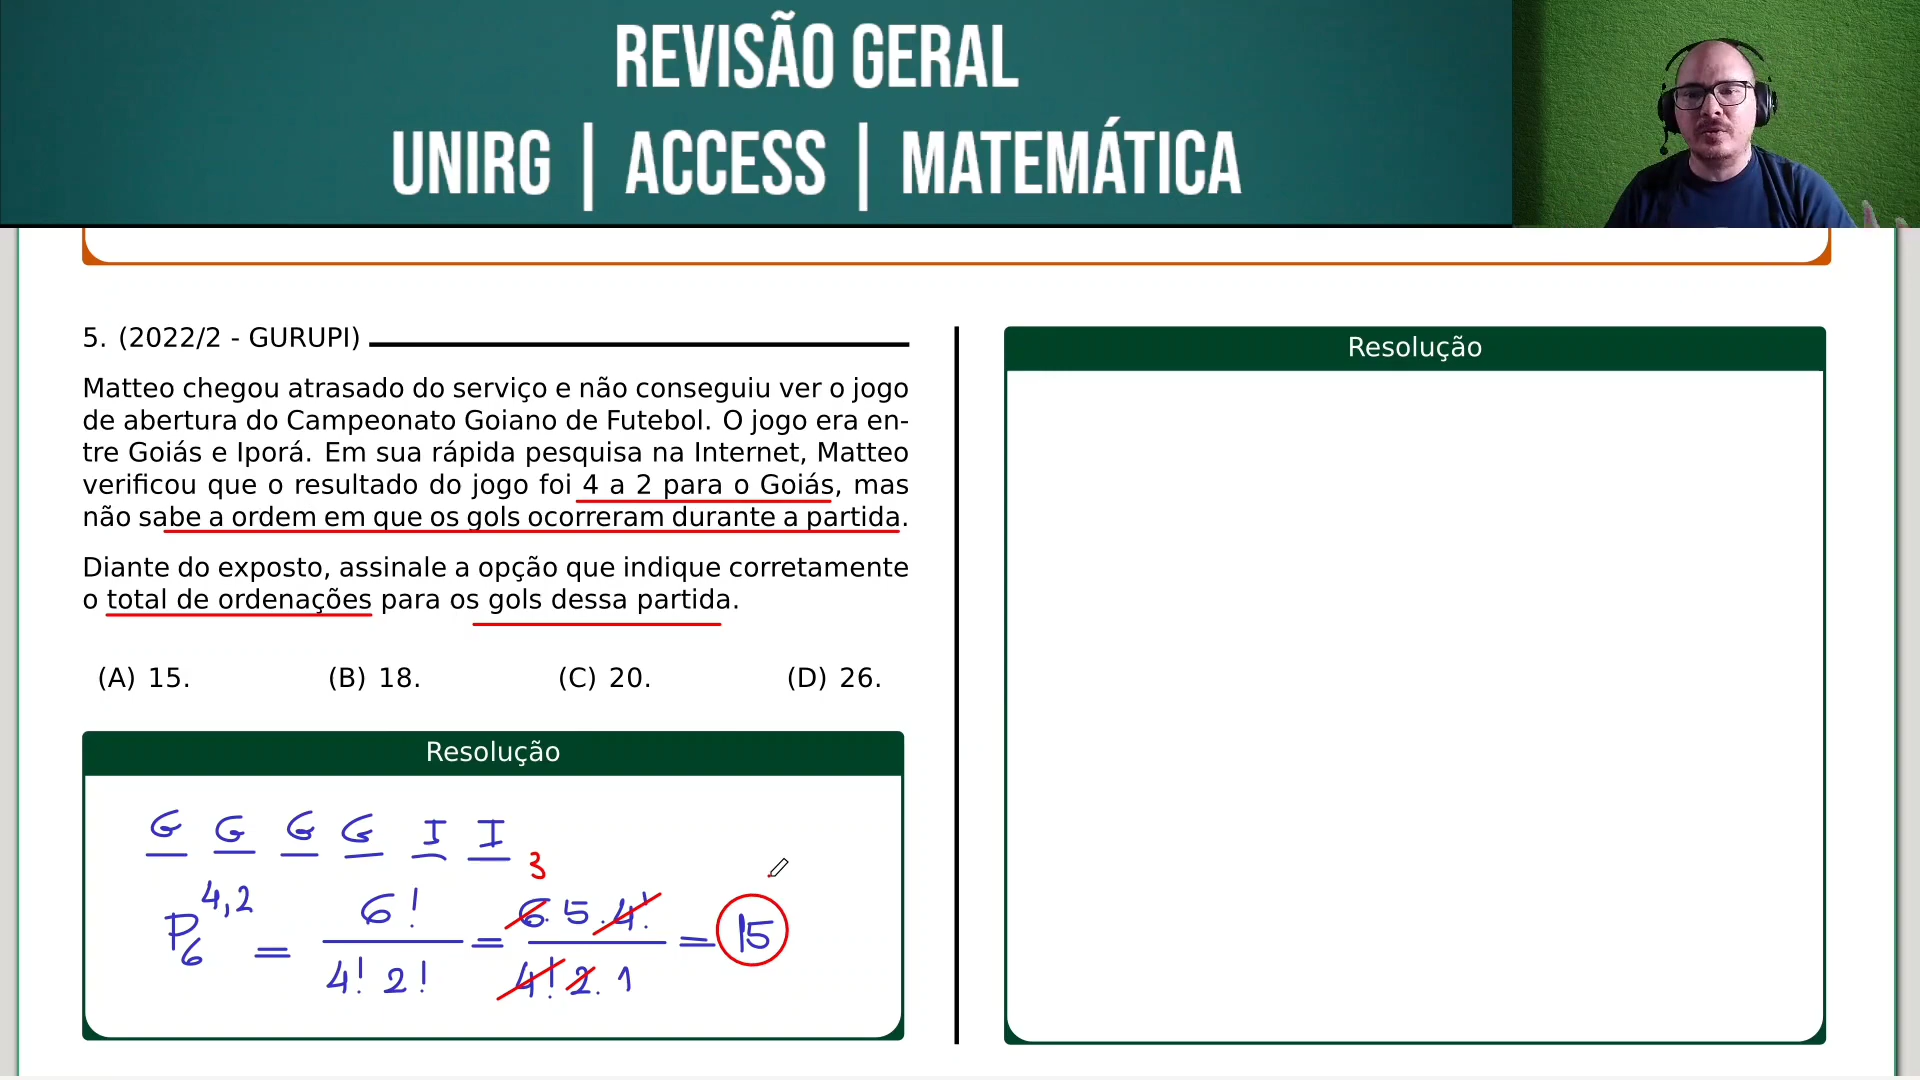 REVISÃO GERAL
UNIRG | ACCESS | MATEMÁTICA
5. (2022/2 - GURUPI)
Matteo chegou atrasado do serviço e não conseguiu ver o jogo
de abertura do Campeonato Goiano de Futebol. O jogo era en-
tre Goiás e Iporá. Em sua rápida pesquisa na Internet, Matteo
verificou que o resultado do jogo foi 4 a 2 para o Goiás, mas
não sabe a ordem em que os gols ocorreram durante a partida.
Diante do exposto, assinale a opção que indique corretamente
o total de ordenações para os gols dessa partida.
(A) 15. (B) 18. (C) 20. (D) 26.
Resolução
G G G G I I
3
P₆^4,2 = 6! / 4! 2! = 6. 5 . 4! / 4! 2. 1 = 15
Resolução